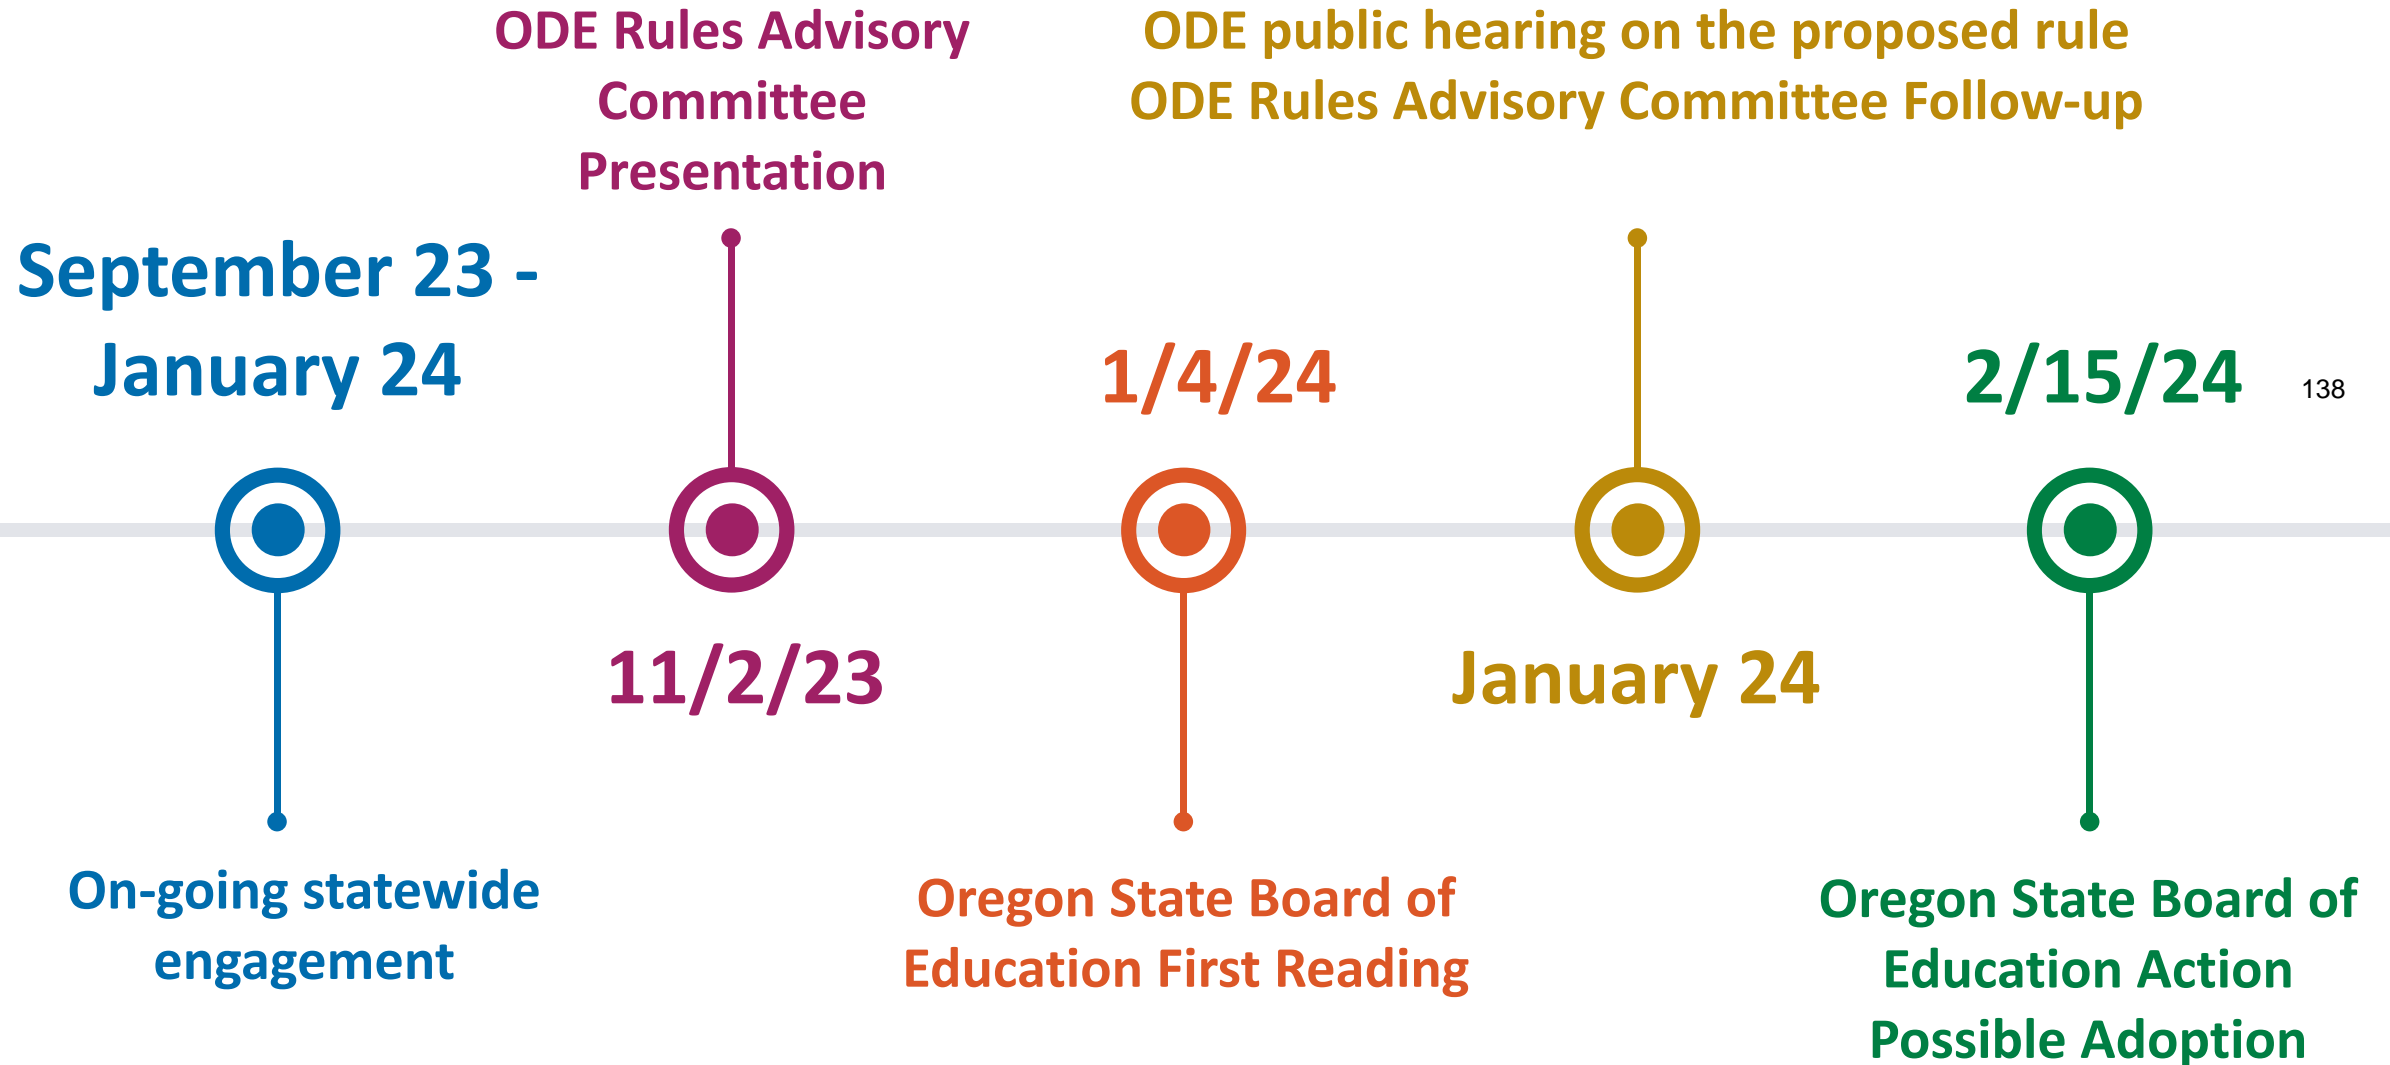 ODE Rules Advisory
Committee
Presentation
ODE public hearing on the proposed rule
ODE Rules Advisory Committee Follow-up
September 23 -
January 24
1/4/24
2/15/24
138
11/2/23
January 24
On-going statewide
engagement
Oregon State Board of
Education First Reading
Oregon State Board of
Education Action
Possible Adoption